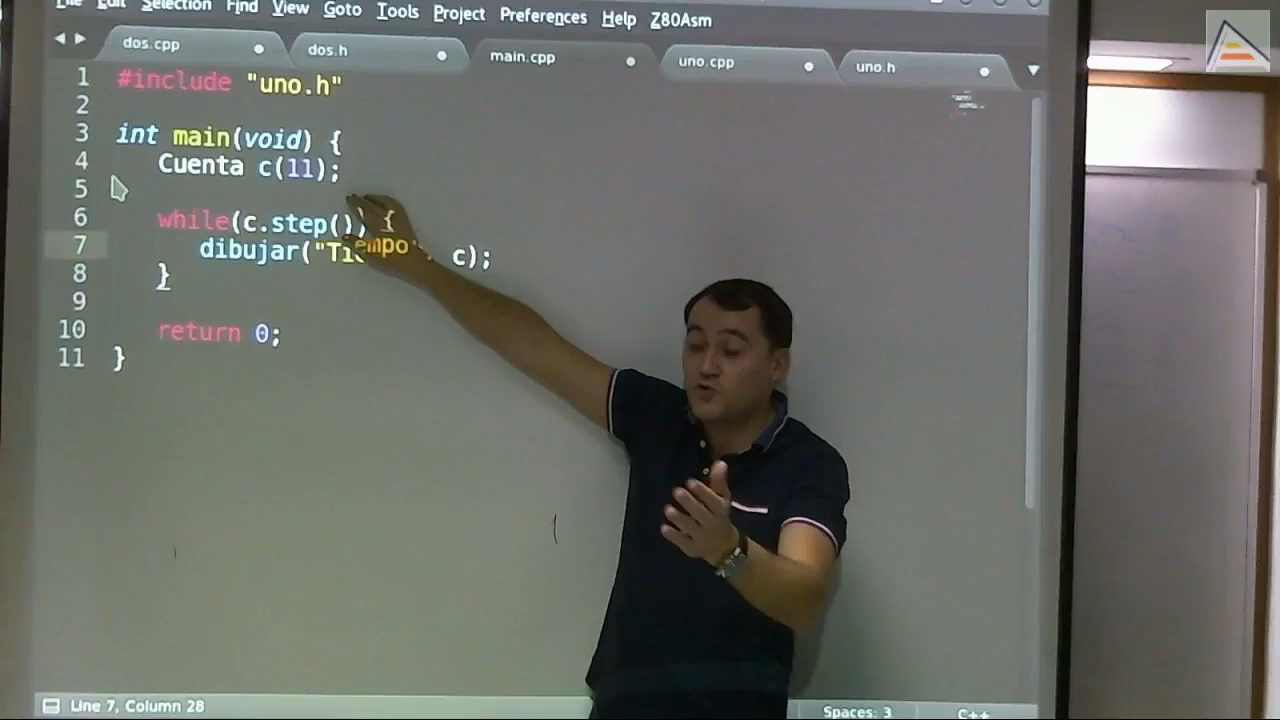 File Edit Selection Find View Goto Tools Project Preferences Help Z80Asm
dos.cpp dos.h main.cpp uno.cpp uno.h
1 #include "uno.h"
2
3 int main(void) {
4 Cuenta c(11);
5
6 while(c.step()) {
7 dibujar("Tiempo", c);
8 }
9
10 return 0;
11 }
Line 7, Column 28 Spaces: 3 C++